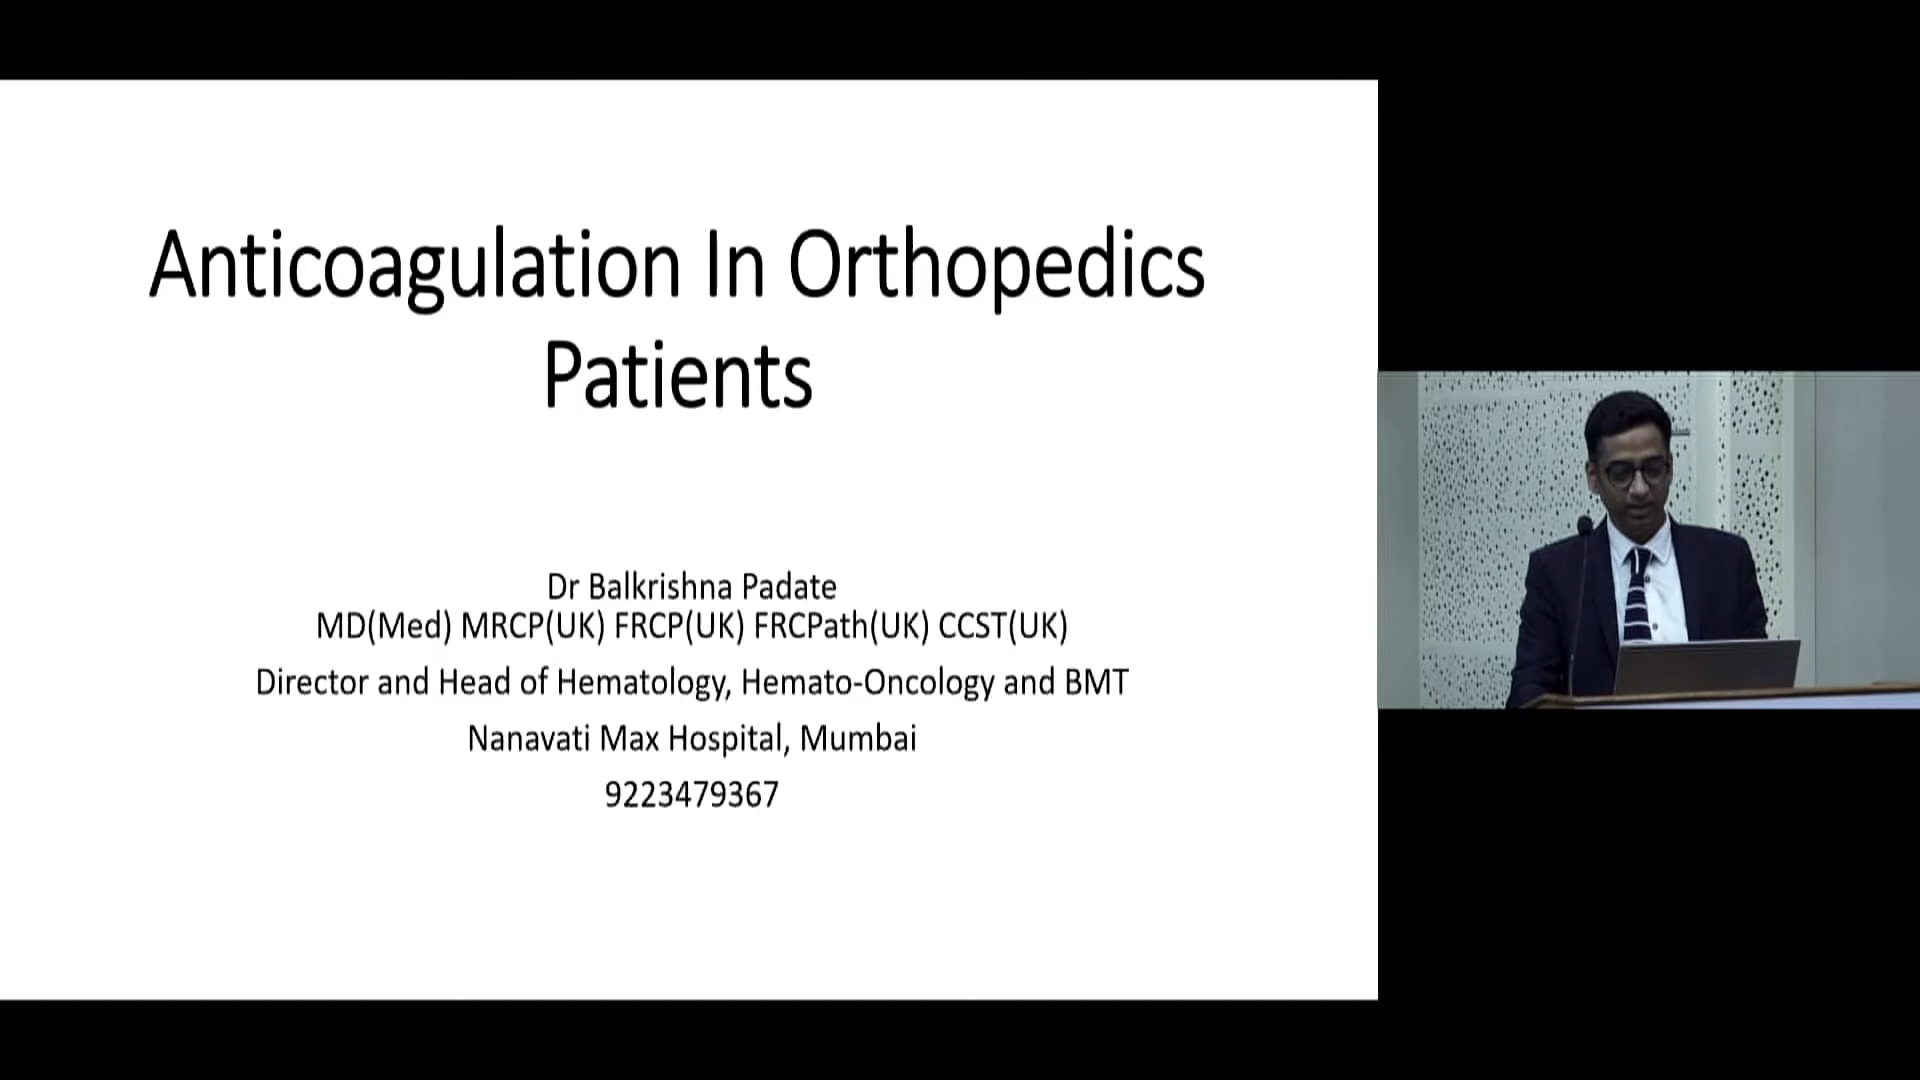 Anticoagulation In Orthopedics
Patients
Dr Balkrishna Padate
MD(Med) MRCP(UK) FRCP(UK) FRCPath(UK) CCST(UK)
Director and Head of Hematology, Hemato-Oncology and BMT
Nanavati Max Hospital, Mumbai
9223479367